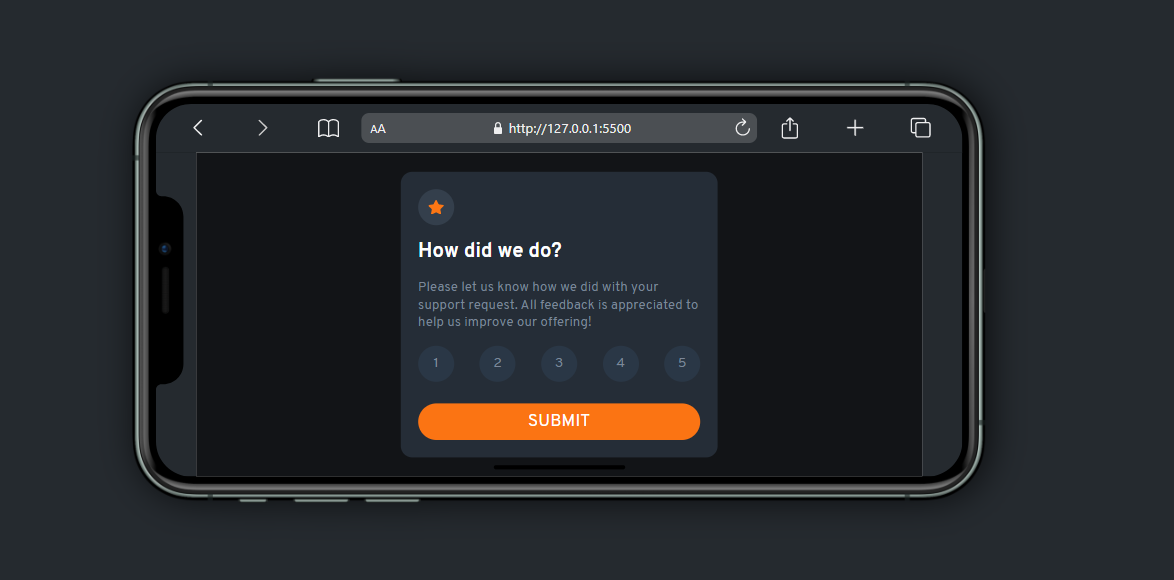 AA
http://127.0.0.1:5500
How did we do?
Please let us know how we did with your
support request. All feedback is appreciated to
help us improve our offering!
1 2 3 4 5
SUBMIT